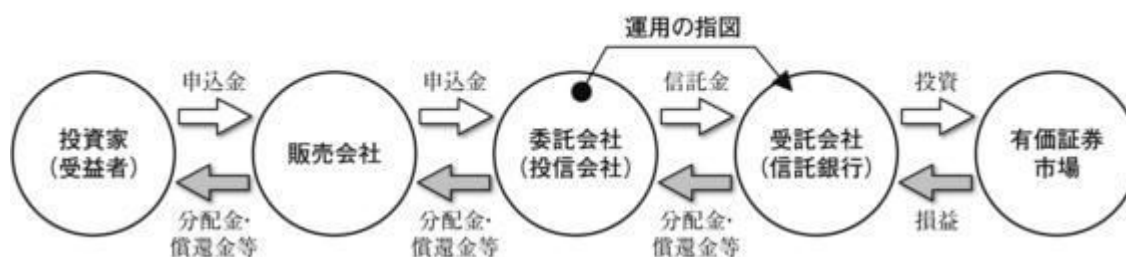 運用の指図
申込金
申込金
信託金
投資
投資家
（受益者）
販売会社
委託会社
（投信会社）
受託会社
（信託銀行）
有価証券
市場
分配金・
償還金等
分配金・
償還金等
分配金・
償還金等
損益